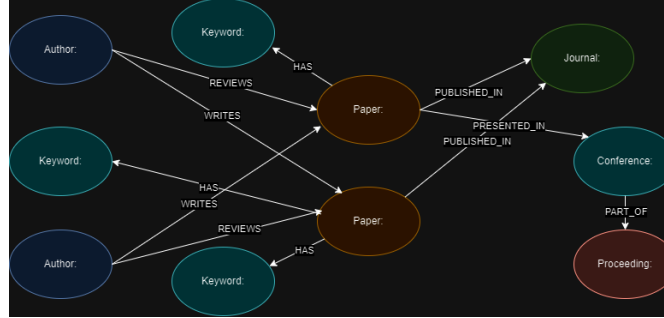 Keyword:
Author:
Journal:
HAS
REVIEWS
PUBLISHED_IN
Paper:
WRITES
PRESENTED_IN
PUBLISHED_IN
Keyword:
Conference:
HAS
WRITES
Paper:
PART_OF
REVIEWS
HAS
Author:
Proceeding:
Keyword: